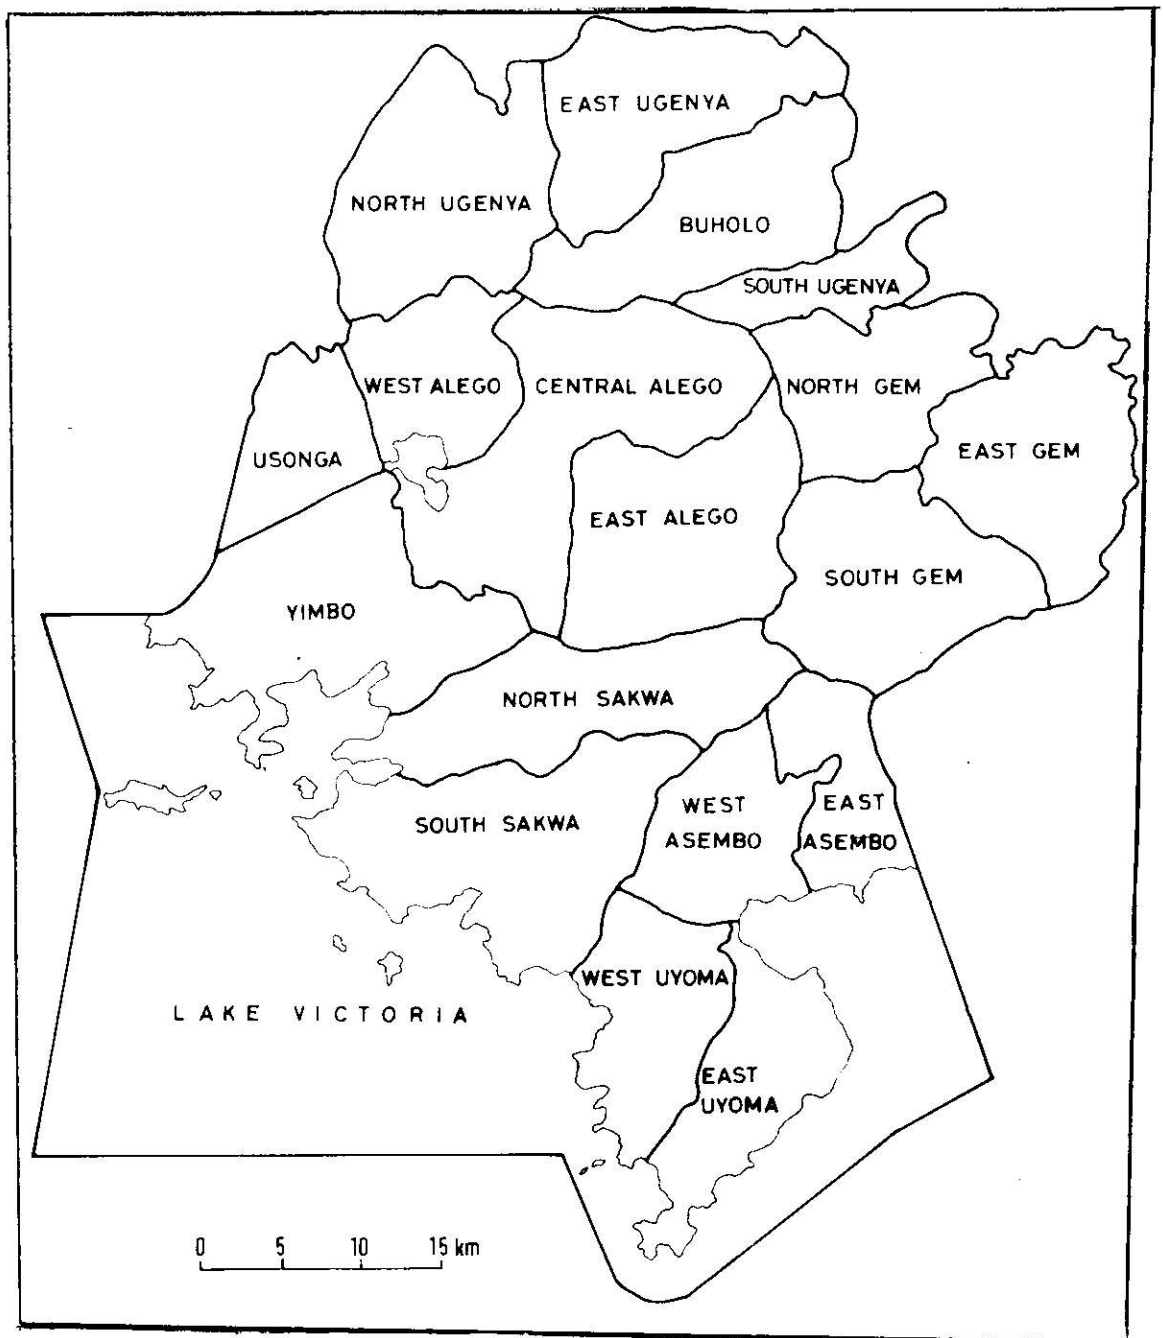 EAST UGENYA
NORTH UGENYA
BUHOLO
SOUTH UGENYA
WEST ALEGO
CENTRAL ALEGO
NORTH GEM
USONGA
EAST GEM
EAST ALEGO
SOUTH GEM
YIMBO
NORTH SAKWA
SOUTH SAKWA
WEST
ASEMBO
EAST
ASEMBO
WEST UYOMA
LAKE VICTORIA
EAST
UYOMA
0 5 10 15 km